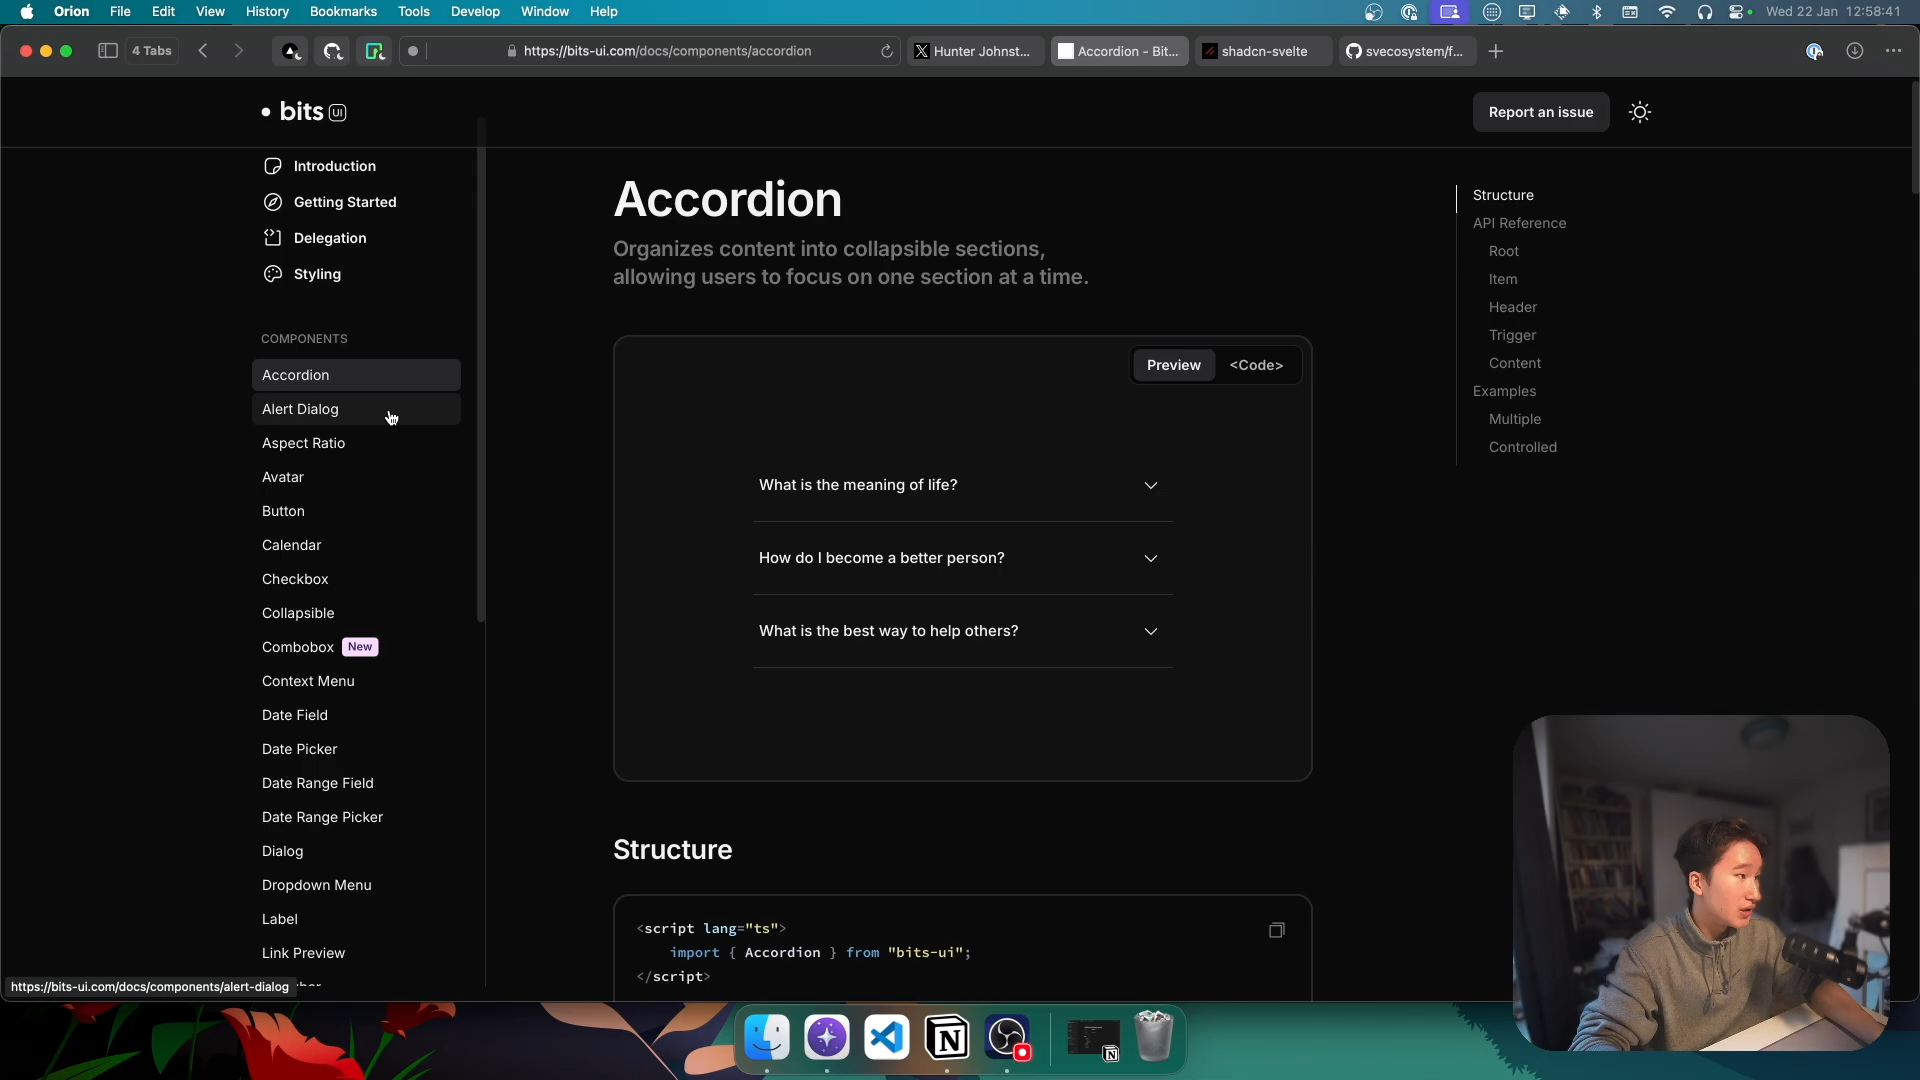 Orion File Edit View History Bookmarks Tools Develop Window Help Wed 22 Jan 12:58:41
4 Tabs https://bits-ui.com/docs/components/accordion Hunter Johnst... Accordion - Bit... shadcn-svelte svecosystem/f...
bits UI Report an issue
Introduction
Getting Started
Delegation
Styling
COMPONENTS
Accordion
Alert Dialog
Aspect Ratio
Avatar
Button
Calendar
Checkbox
Collapsible
Combobox New
Context Menu
Date Field
Date Picker
Date Range Field
Date Range Picker
Dialog
Dropdown Menu
Label
Link Preview
https://bits-ui.com/docs/components/alert-dialog
Accordion
Organizes content into collapsible sections,
allowing users to focus on one section at a time.
Preview <Code>
What is the meaning of life?
How do I become a better person?
What is the best way to help others?
Structure
<script lang="ts">
import { Accordion } from "bits-ui";
</script>
Structure
API Reference
Root
Item
Header
Trigger
Content
Examples
Multiple
Controlled